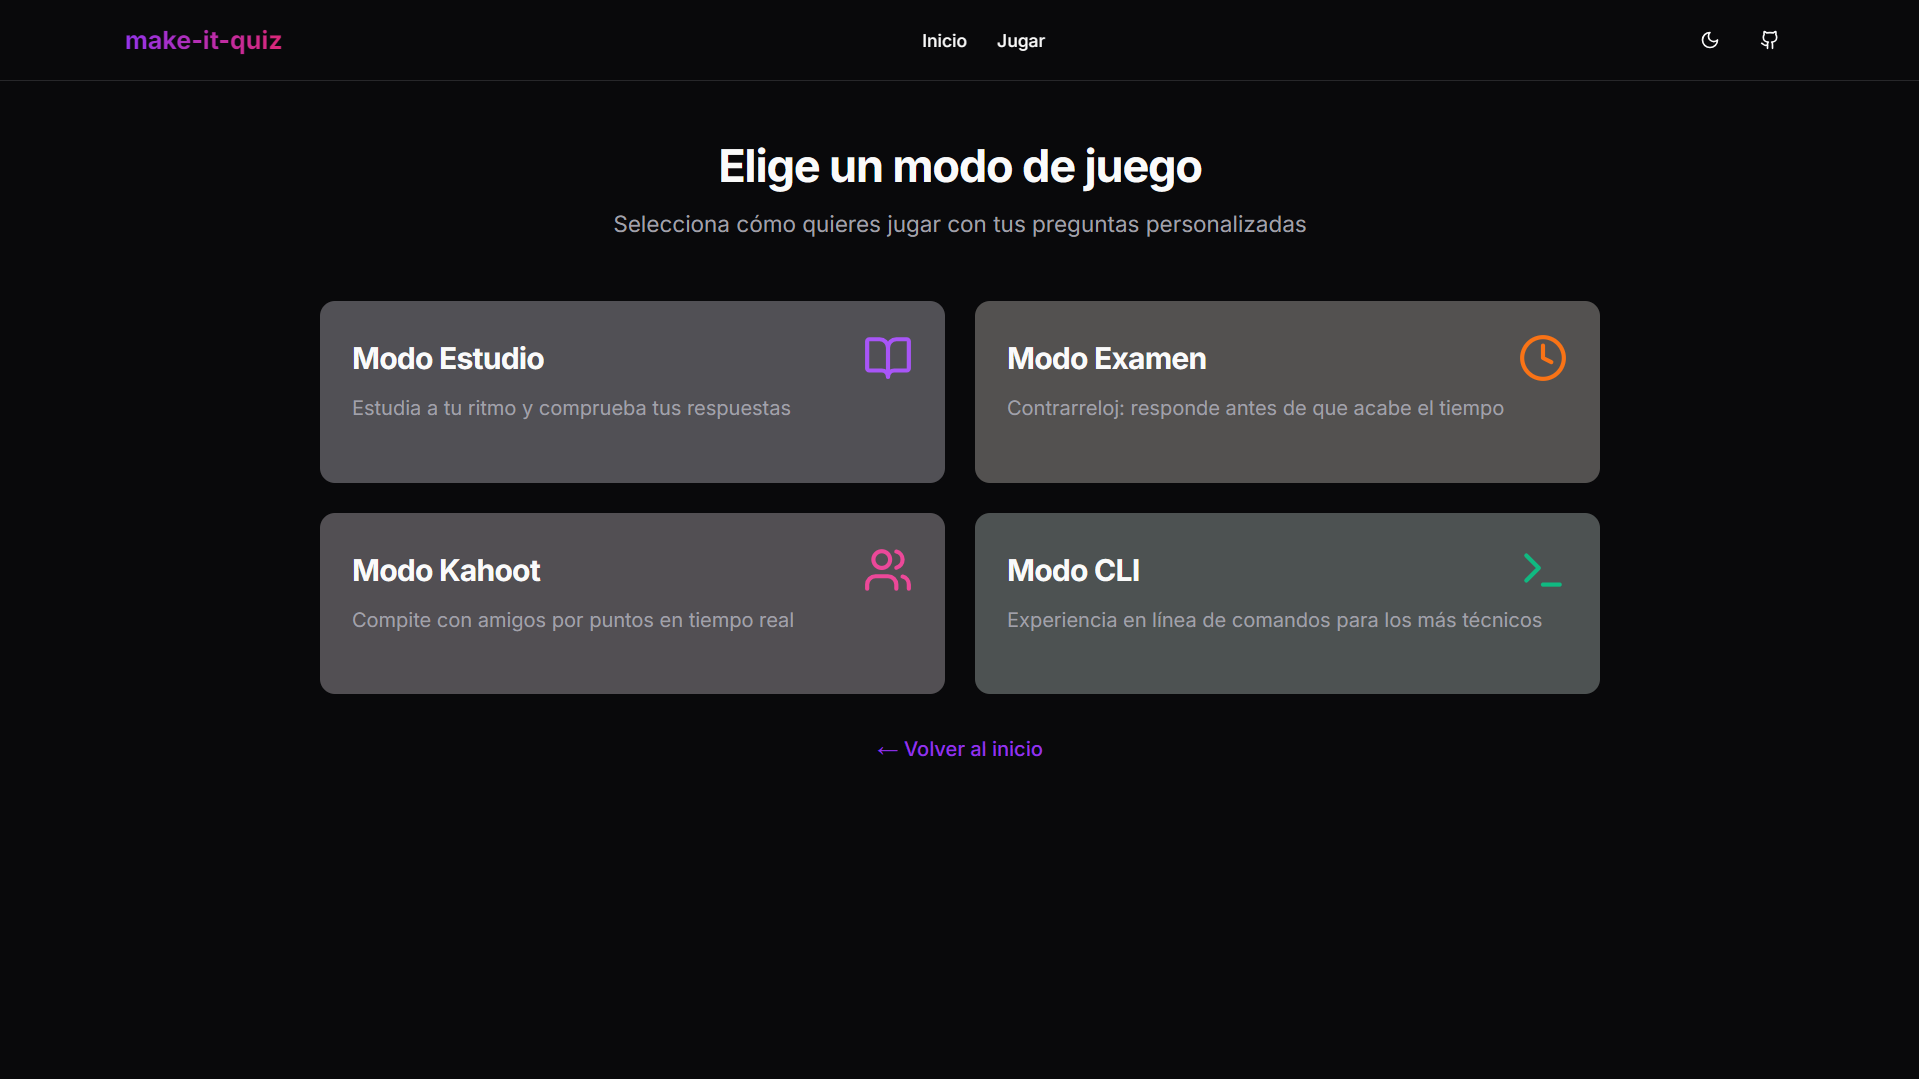 make-it-quiz
Inicio
Jugar
Elige un modo de juego
Selecciona cómo quieres jugar con tus preguntas personalizadas
Modo Estudio
Estudia a tu ritmo y comprueba tus respuestas
Modo Examen
Contrarreloj: responde antes de que acabe el tiempo
Modo Kahoot
Compite con amigos por puntos en tiempo real
Modo CLI
Experiencia en línea de comandos para los más técnicos
← Volver al inicio